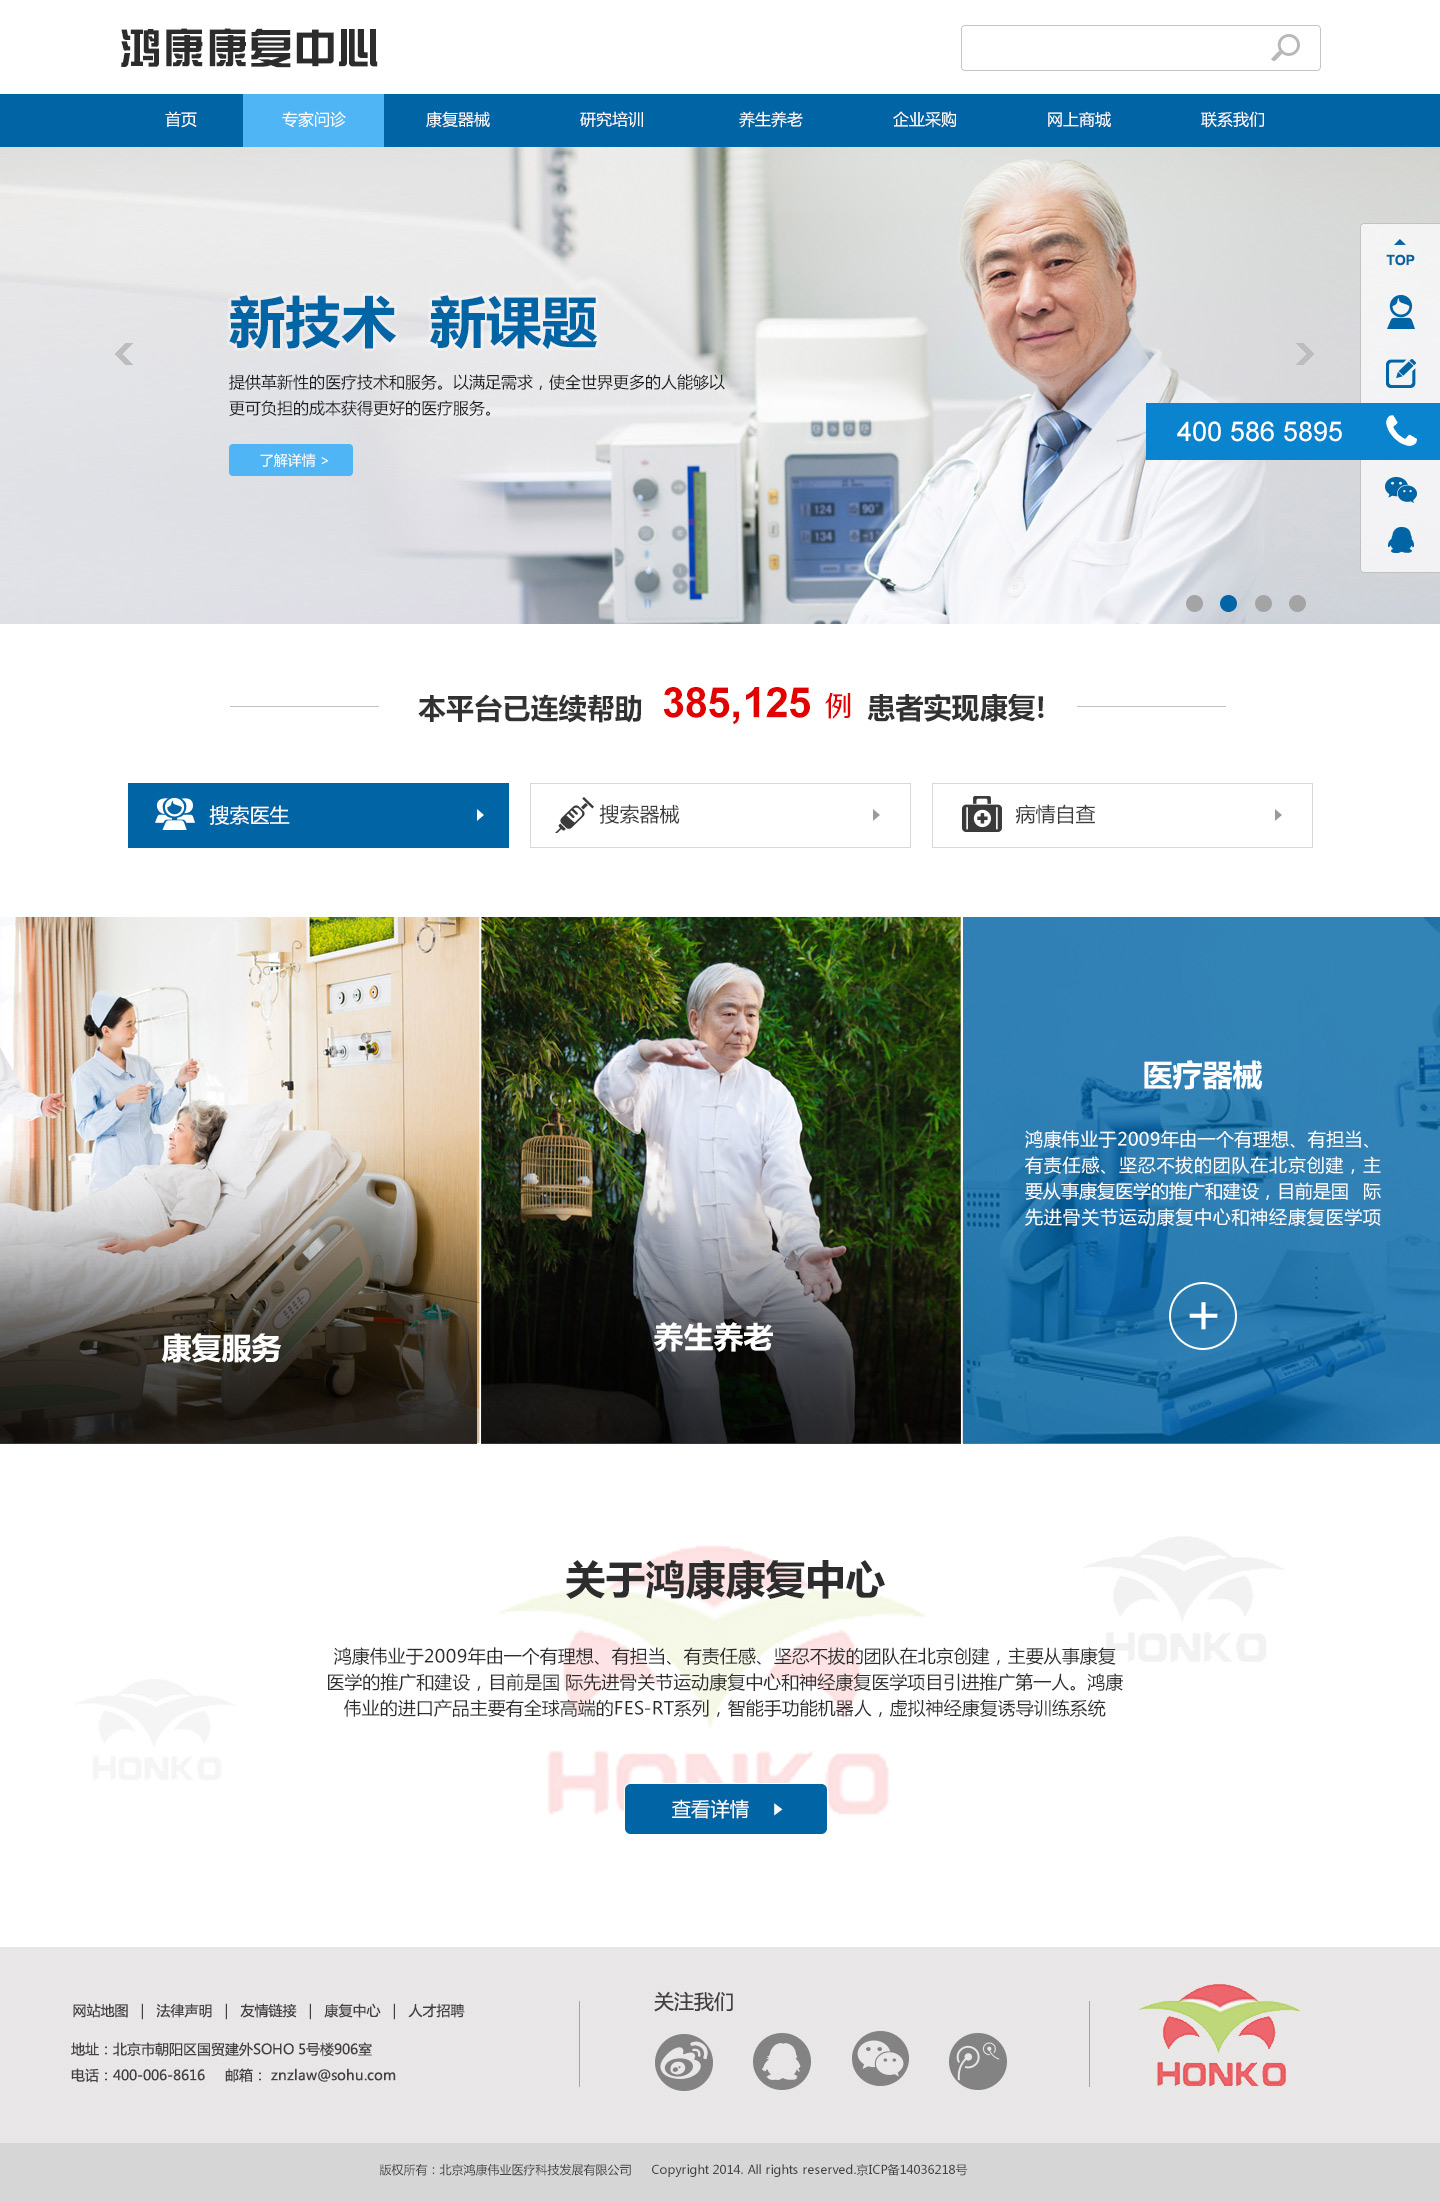 鸿康康复中心
首页 专家问诊 康复器械 研究培训 养生养老 企业采购 网上商城 联系我们
TOP
新技术 新课题
提供革新性的医疗技术和服务。以满足需求，使全世界更多的人能够以
更可负担的成本获得更好的医疗服务。
了解详情 >
400 586 5895
124 90°
134
本平台已连续帮助 385,125 例 患者实现康复!
搜索医生 搜索器械 病情自查
医疗器械
鸿康伟业于2009年由一个有理想、有担当、
有责任感、坚忍不拔的团队在北京创建，主
要从事康复医学的推广和建设，目前是国 际
先进骨关节运动康复中心和神经康复医学项
康复服务
养生养老
关于鸿康康复中心
鸿康伟业于2009年由一个有理想、有担当、有责任感、坚忍不拔的团队在北京创建，主要从事康复
医学的推广和建设，目前是国 际先进骨关节运动康复中心和神经康复医学项目引进推广第一人。鸿康
伟业的进口产品主要有全球高端的FES-RT系列，智能手功能机器人，虚拟神经康复诱导训练系统
HONKO
HONKO
HONKO
查看详情
网站地图 | 法律声明 | 友情链接 | 康复中心 | 人才招聘
地址：北京市朝阳区国贸建外SOHO 5号楼906室
电话：400-006-8616 邮箱： znzlaw@sohu.com
关注我们
HONKO
版权所有：北京鸿康伟业医疗科技发展有限公司 Copyright 2014. All rights reserved.京ICP备14036218号